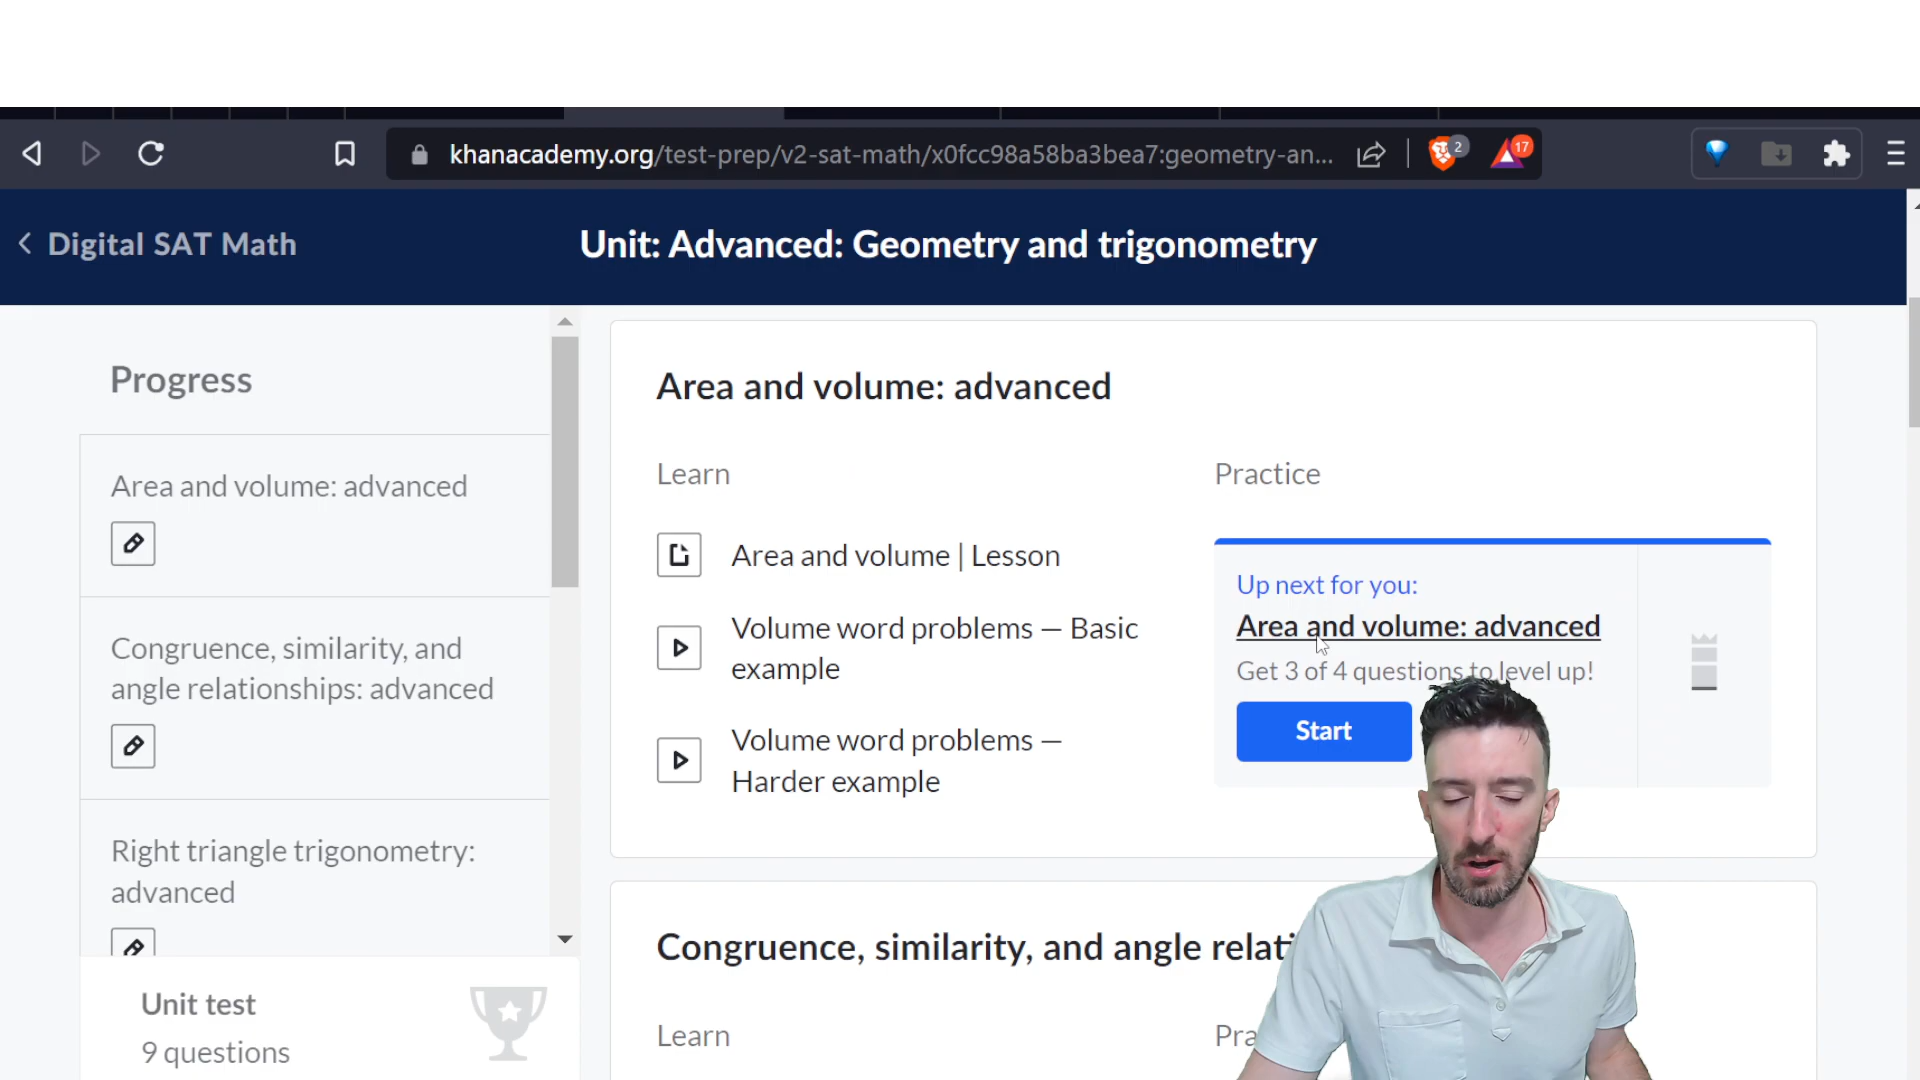 khanacademy.org/test-prep/v2-sat-math/x0fcc98a58ba3bea7:geometry-an...
2
17
Digital SAT Math
Unit: Advanced: Geometry and trigonometry
Progress
Area and volume: advanced
Congruence, similarity, and
angle relationships: advanced
Right triangle trigonometry:
advanced
Unit test
9 questions
Area and volume: advanced
Learn
Area and volume | Lesson
Volume word problems — Basic
example
Volume word problems —
Harder example
Practice
Up next for you:
Area and volume: advanced
Get 3 of 4 questions to level up!
Start
Congruence, similarity, and angle relati
Learn
Pra